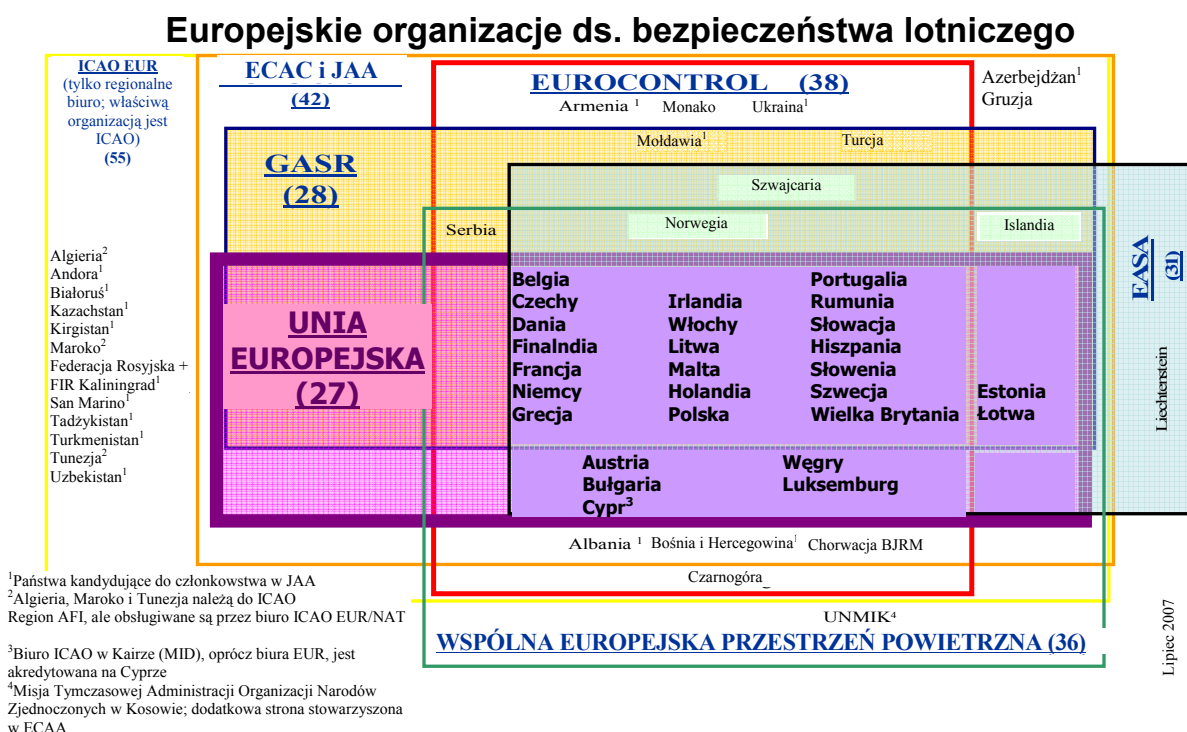 Europejskie organizacje ds. bezpieczeństwa lotniczego
ICAO EUR
(tylko regionalne
biuro; właściwą
organizacją jest
ICAO)
(55)
ECAC i JAA
(42)
EUROCONTROL (38)
Armenia ¹ Monako Ukraina¹
Azerbejdżan¹
Gruzja
Mołdawia¹ Turcja
GASR
(28)
Szwajcaria
Serbia
Norwegia
Islandia
EASA
(31)
Liechtenstein
Algieria²
Andora¹
Białoruś¹
Kazachstan¹
Kirgistan¹
Maroko²
Federacja Rosyjska +
FIR Kaliningrad¹
San Marino¹
Tadżykistan¹
Turkmenistan¹
Tunezja²
Uzbekistan¹
UNIA
EUROPEJSKA
(27)
Belgia Portugalia
Czechy Irlandia Rumunia
Dania Włochy Słowacja
Finalndia Litwa Hiszpania
Francja Malta Słowenia
Niemcy Holandia Szwecja Estonia
Grecja Polska Wielka Brytania Łotwa
Austria Węgry
Bułgaria Luksemburg
Cypr³
Albania ¹ Bośnia i Hercegowina¹ Chorwacja BJRM
Czarnogóra
UNMIK⁴
WSPÓLNA EUROPEJSKA PRZESTRZEŃ POWIETRZNA (36)
Lipiec 2007
¹Państwa kandydujące do członkowstwa w JAA
²Algieria, Maroko i Tunezja należą do ICAO
Region AFI, ale obsługiwane są przez biuro ICAO EUR/NAT
³Biuro ICAO w Kairze (MID), oprócz biura EUR, jest
akredytowana na Cyprze
⁴Misja Tymczasowej Administracji Organizacji Narodów
Zjednoczonych w Kosowie; dodatkowa strona stowarzyszona
w ECAA